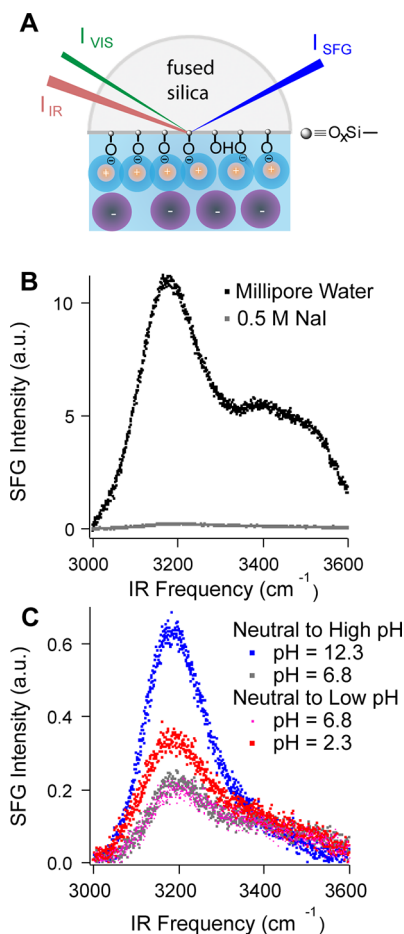 A
I VIS
I SFG
I IR
fused
silica
≡OxSi—
O O O O OH O O
⊖ ⊖ ⊖ ⊖ ⊖ ⊖
+ + + + + +
- - - -
B
Millipore Water
0.5 M NaI
SFG Intensity (a.u.)
10
5
0
3000 3200 3400 3600
IR Frequency (cm⁻¹)
C
Neutral to High pH
pH = 12.3
pH = 6.8
Neutral to Low pH
pH = 6.8
pH = 2.3
SFG Intensity (a.u.)
0.6
0.4
0.2
0.0
3000 3200 3400 3600
IR Frequency (cm⁻¹)